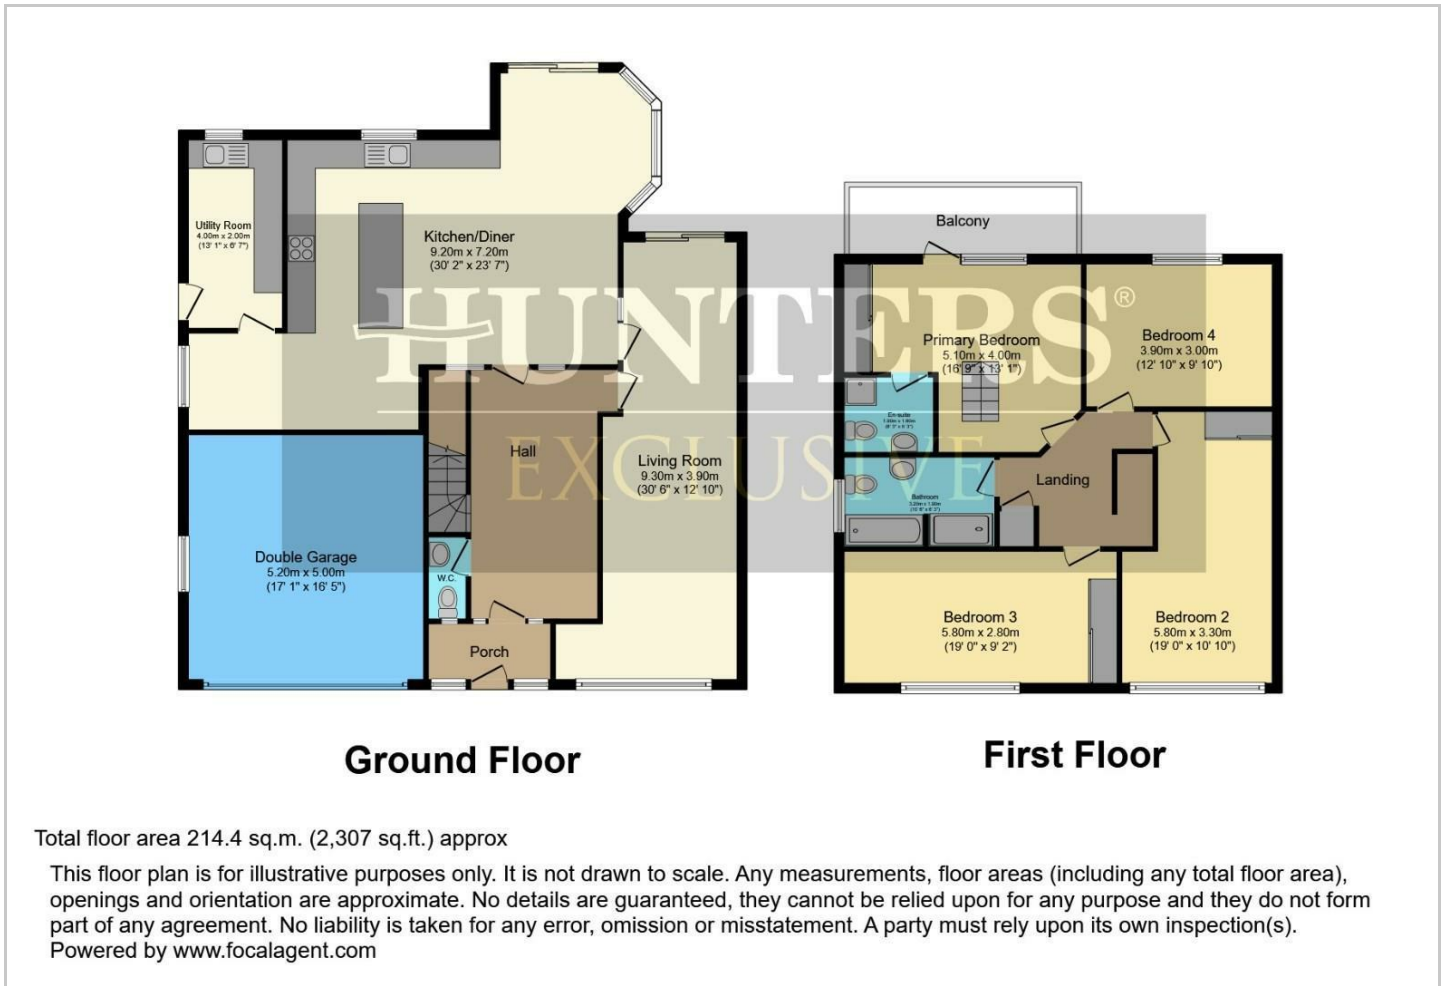 Utility Room
4.00m x 2.00m
(13' 1" x 6' 7")
Kitchen/Diner
9.20m x 7.20m
(30' 2" x 23' 7")
Hall
Living Room
9.30m x 3.90m
(30' 6" x 12' 10")
Double Garage
5.20m x 5.00m
(17' 1" x 16' 5")
W.C.
Porch
Balcony
Primary Bedroom
5.10m x 4.00m
(16' 9" x 13' 1")
Bedroom 4
3.90m x 3.00m
(12' 10" x 9' 10")
En-suite
Landing
Bathroom
Bedroom 3
5.80m x 2.80m
(19' 0" x 9' 2")
Bedroom 2
5.80m x 3.30m
(19' 0" x 10' 10")
HUNTERS®
EXCLUSIVE
Ground Floor
First Floor
Total floor area 214.4 sq.m. (2,307 sq.ft.) approx
This floor plan is for illustrative purposes only. It is not drawn to scale. Any measurements, floor areas (including any total floor area),
openings and orientation are approximate. No details are guaranteed, they cannot be relied upon for any purpose and they do not form
part of any agreement. No liability is taken for any error, omission or misstatement. A party must rely upon its own inspection(s).
Powered by www.focalagent.com